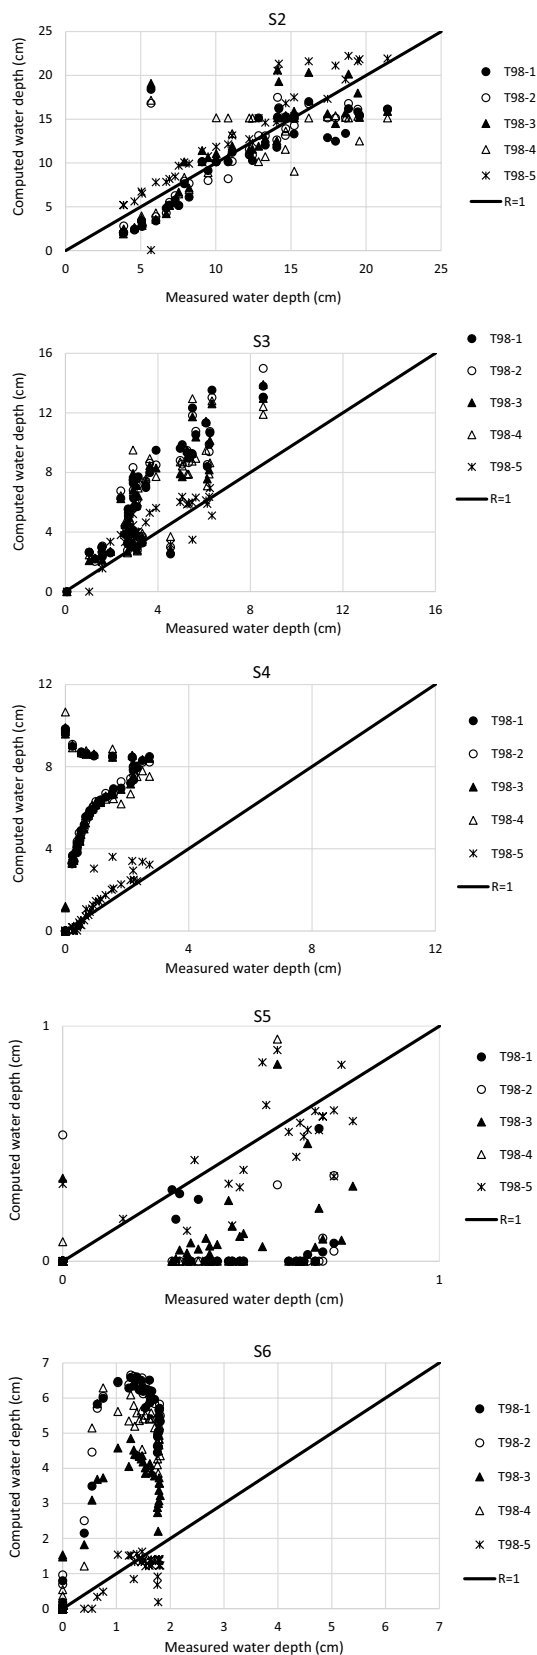 S2
Computed water depth (cm)
25
20
15
10
5
0
0 5 10 15 20 25
Measured water depth (cm)
T98-1
T98-2
T98-3
T98-4
T98-5
R=1
S3
Computed water depth (cm)
16
12
8
4
0
0 4 8 12 16
Measured water depth (cm)
T98-1
T98-2
T98-3
T98-4
T98-5
R=1
S4
Computed water depth (cm)
12
8
4
0
0 4 8 12
Measured water depth (cm)
T98-1
T98-2
T98-3
T98-4
T98-5
R=1
S5
Computed water depth (cm)
1
0
0 1
Measured water depth (cm)
T98-1
T98-2
T98-3
T98-4
T98-5
R=1
S6
Computed water depth (cm)
7
6
5
4
3
2
1
0
0 1 2 3 4 5 6 7
Measured water depth (cm)
T98-1
T98-2
T98-3
T98-4
T98-5
R=1